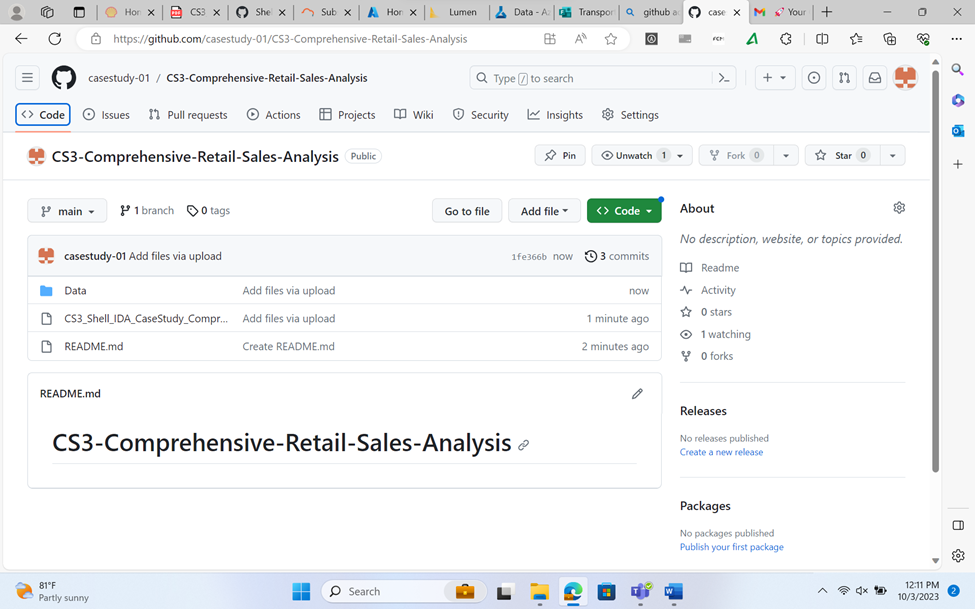 Hon
CS3
Shel
Sub
Hon
Lumen
Data - A
Transpor
github a
case
Your
https://github.com/casestudy-01/CS3-Comprehensive-Retail-Sales-Analysis
casestudy-01 / CS3-Comprehensive-Retail-Sales-Analysis
Type / to search
Code
Issues
Pull requests
Actions
Projects
Wiki
Security
Insights
Settings
CS3-Comprehensive-Retail-Sales-Analysis Public
Pin
Unwatch 1
Fork 0
Star 0
main
1 branch
0 tags
Go to file
Add file
Code
casestudy-01 Add files via upload
1fe366b now
3 commits
Data Add files via upload now
CS3_Shell_IDA_CaseStudy_Compr... Add files via upload 1 minute ago
README.md Create README.md 2 minutes ago
README.md
CS3-Comprehensive-Retail-Sales-Analysis
About
No description, website, or topics provided.
Readme
Activity
0 stars
1 watching
0 forks
Releases
No releases published
Create a new release
Packages
No packages published
Publish your first package
81°F
Partly sunny
Search
12:11 PM
10/3/2023
2